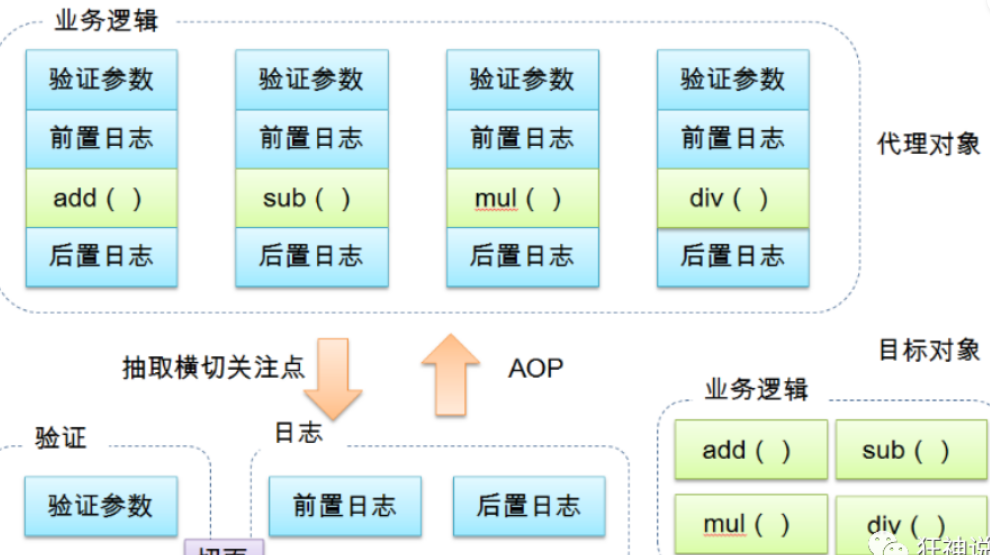 业务逻辑
验证参数 验证参数 验证参数 验证参数
前置日志 前置日志 前置日志 前置日志
代理对象
add ( ) sub ( ) mul ( ) div ( )
后置日志 后置日志 后置日志 后置日志
抽取横切关注点
AOP
目标对象
业务逻辑
验证
日志
add ( ) sub ( )
验证参数 前置日志 后置日志
mul ( ) div ( )
切面
狂神说